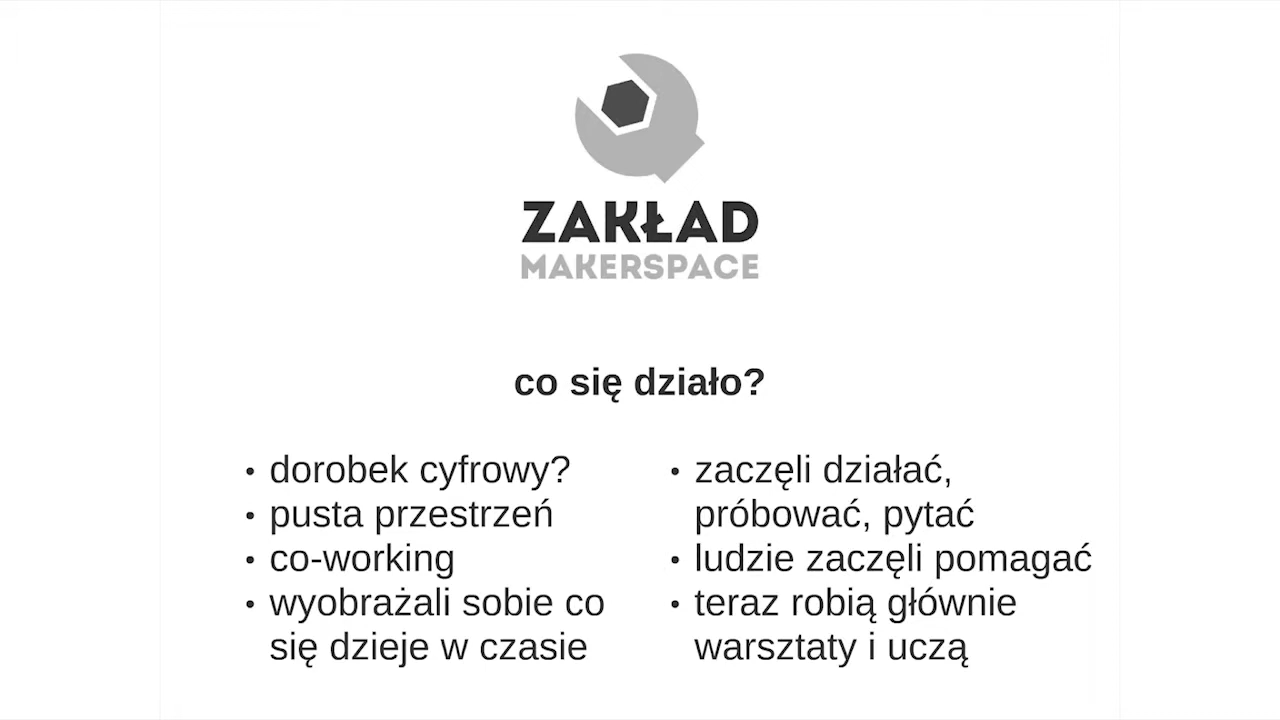 ZAKŁAD
MAKERSPACE
co się działo?
• dorobek cyfrowy?
• pusta przestrzeń
• co-working
• wyobrażali sobie co
się dzieje w czasie
• zaczęli działać,
próbować, pytać
• ludzie zaczęli pomagać
• teraz robią głównie
warsztaty i uczą